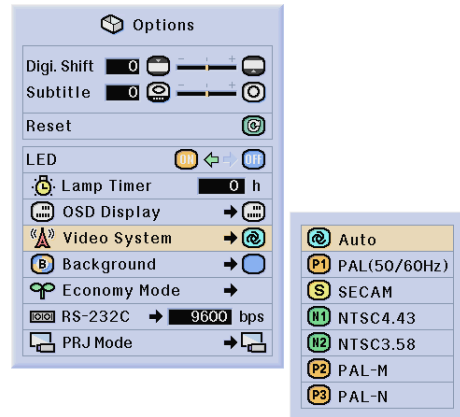 Options
Digi. Shift 0
Subtitle 0
Reset
LED ON OFF
Lamp Timer 0 h
OSD Display
Video System
B Background
Economy Mode
IOIOI RS-232C 9600 bps
PRJ Mode
Auto
P1 PAL(50/60Hz)
S SECAM
N1 NTSC4.43
N2 NTSC3.58
P2 PAL-M
P3 PAL-N